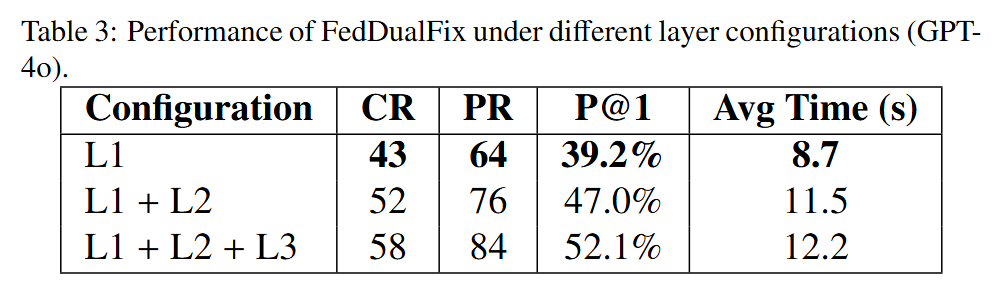 Table 3: Performance of FedDualFix under different layer configurations (GPT-
4o).
Configuration CR PR P@1 Avg Time (s)
L1 43 64 39.2% 8.7
L1 + L2 52 76 47.0% 11.5
L1 + L2 + L3 58 84 52.1% 12.2